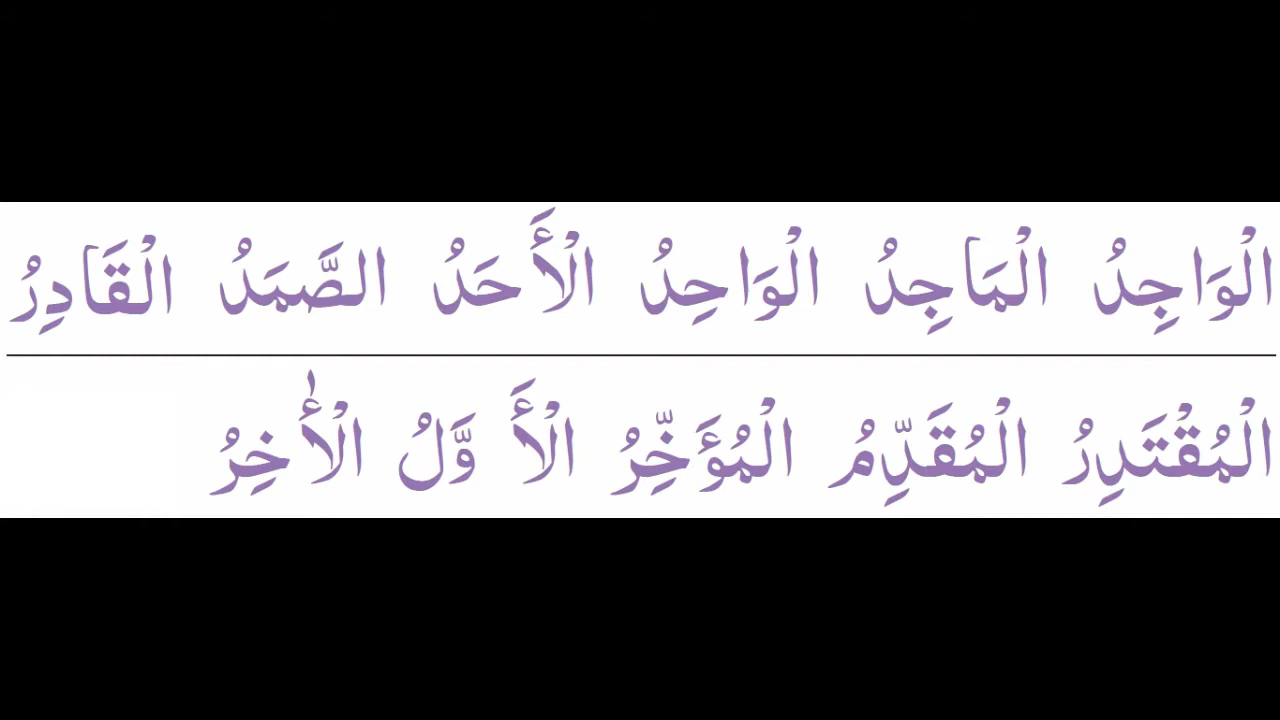 الْوَاجِدُ الْمَاجِدُ الْوَاحِدُ الْأَحَدُ الصَّمَدُ الْقَادِرُ
الْمُقْتَدِرُ الْمُقَدِّمُ الْمُؤَخِّرُ الْأَ وَّلُ الْأٰخِرُ